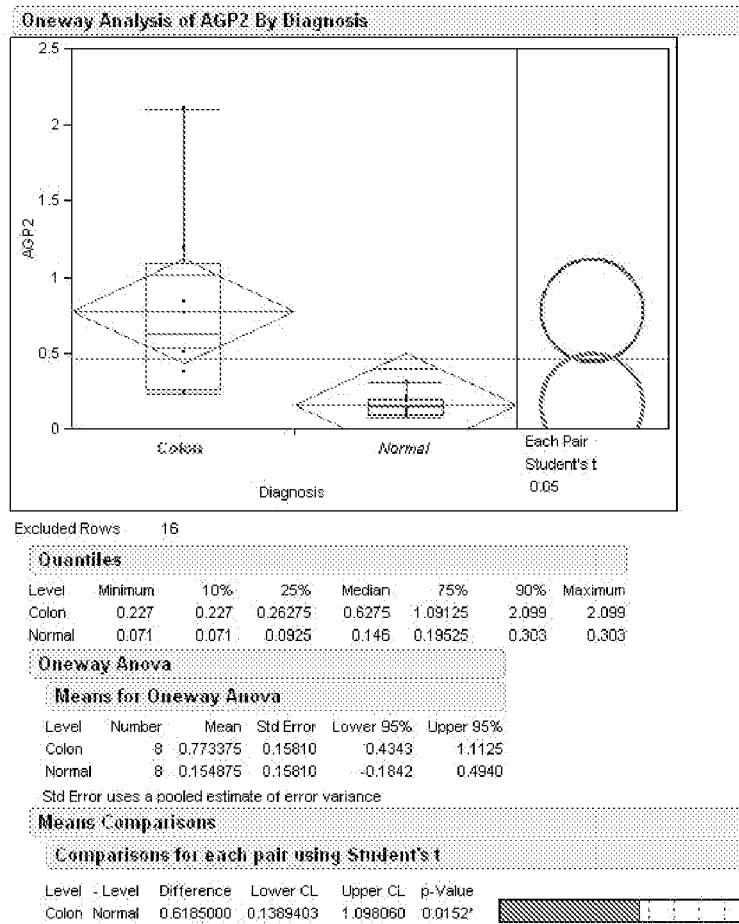 Oneway Analysis of AGP2 By Diagnosis
2.5
2
1.5
1
0.5
0
AGP2
Colon
Normal
Diagnosis
Each Pair
Student's t
0.05
Excluded Rows 16
Quantiles
Level Minimum 10% 25% Median 75% 90% Maximum
Colon 0.227 0.227 0.26275 0.6275 1.09125 2.099 2.099
Normal 0.071 0.071 0.0925 0.146 0.19525 0.303 0.303
Oneway Anova
Means for Oneway Anova
Level Number Mean Std Error Lower 95% Upper 95%
Colon 8 0.773375 0.15810 0.4343 1.1125
Normal 8 0.154875 0.15810 -0.1842 0.4940
Std Error uses a pooled estimate of error variance
Means Comparisons
Comparisons for each pair using Student's t
Level - Level Difference Lower CL Upper CL p-Value
Colon Normal 0.6185000 0.1389403 1.098060 0.0152*